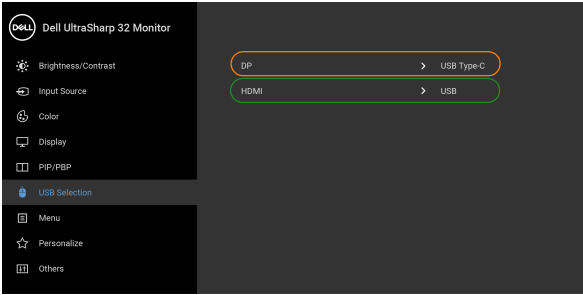 DELL Dell UltraSharp 32 Monitor
Brightness/Contrast
Input Source
Color
Display
PIP/PBP
USB Selection
Menu
Personalize
Others
DP > USB Type-C
HDMI > USB